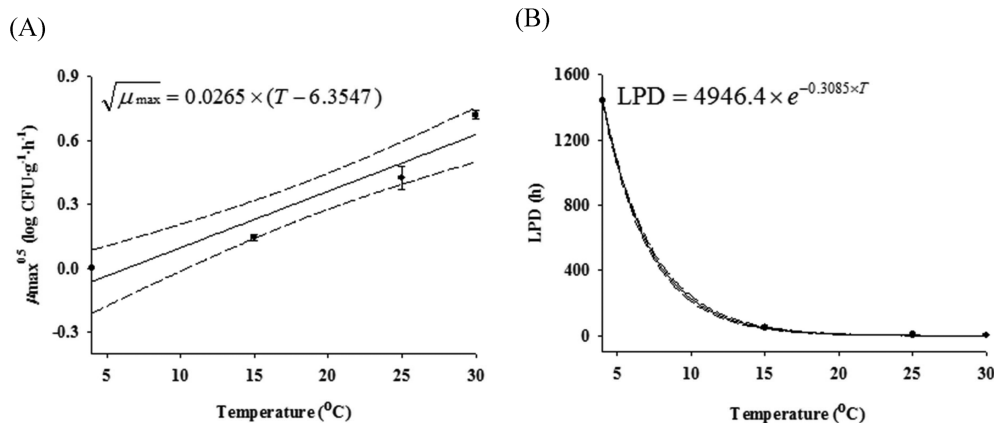 (A)
√μmax = 0.0265 × (T − 6.3547)
μmax^0.5 (log CFU·g^-1·h^-1)
0.9
0.6
0.3
0.0
-0.3
5 10 15 20 25 30
Temperature (^oC)
(B)
LPD = 4946.4 × e^−0.3085×T
LPD (h)
1600
1200
800
400
0
5 10 15 20 25 30
Temperature (^oC)